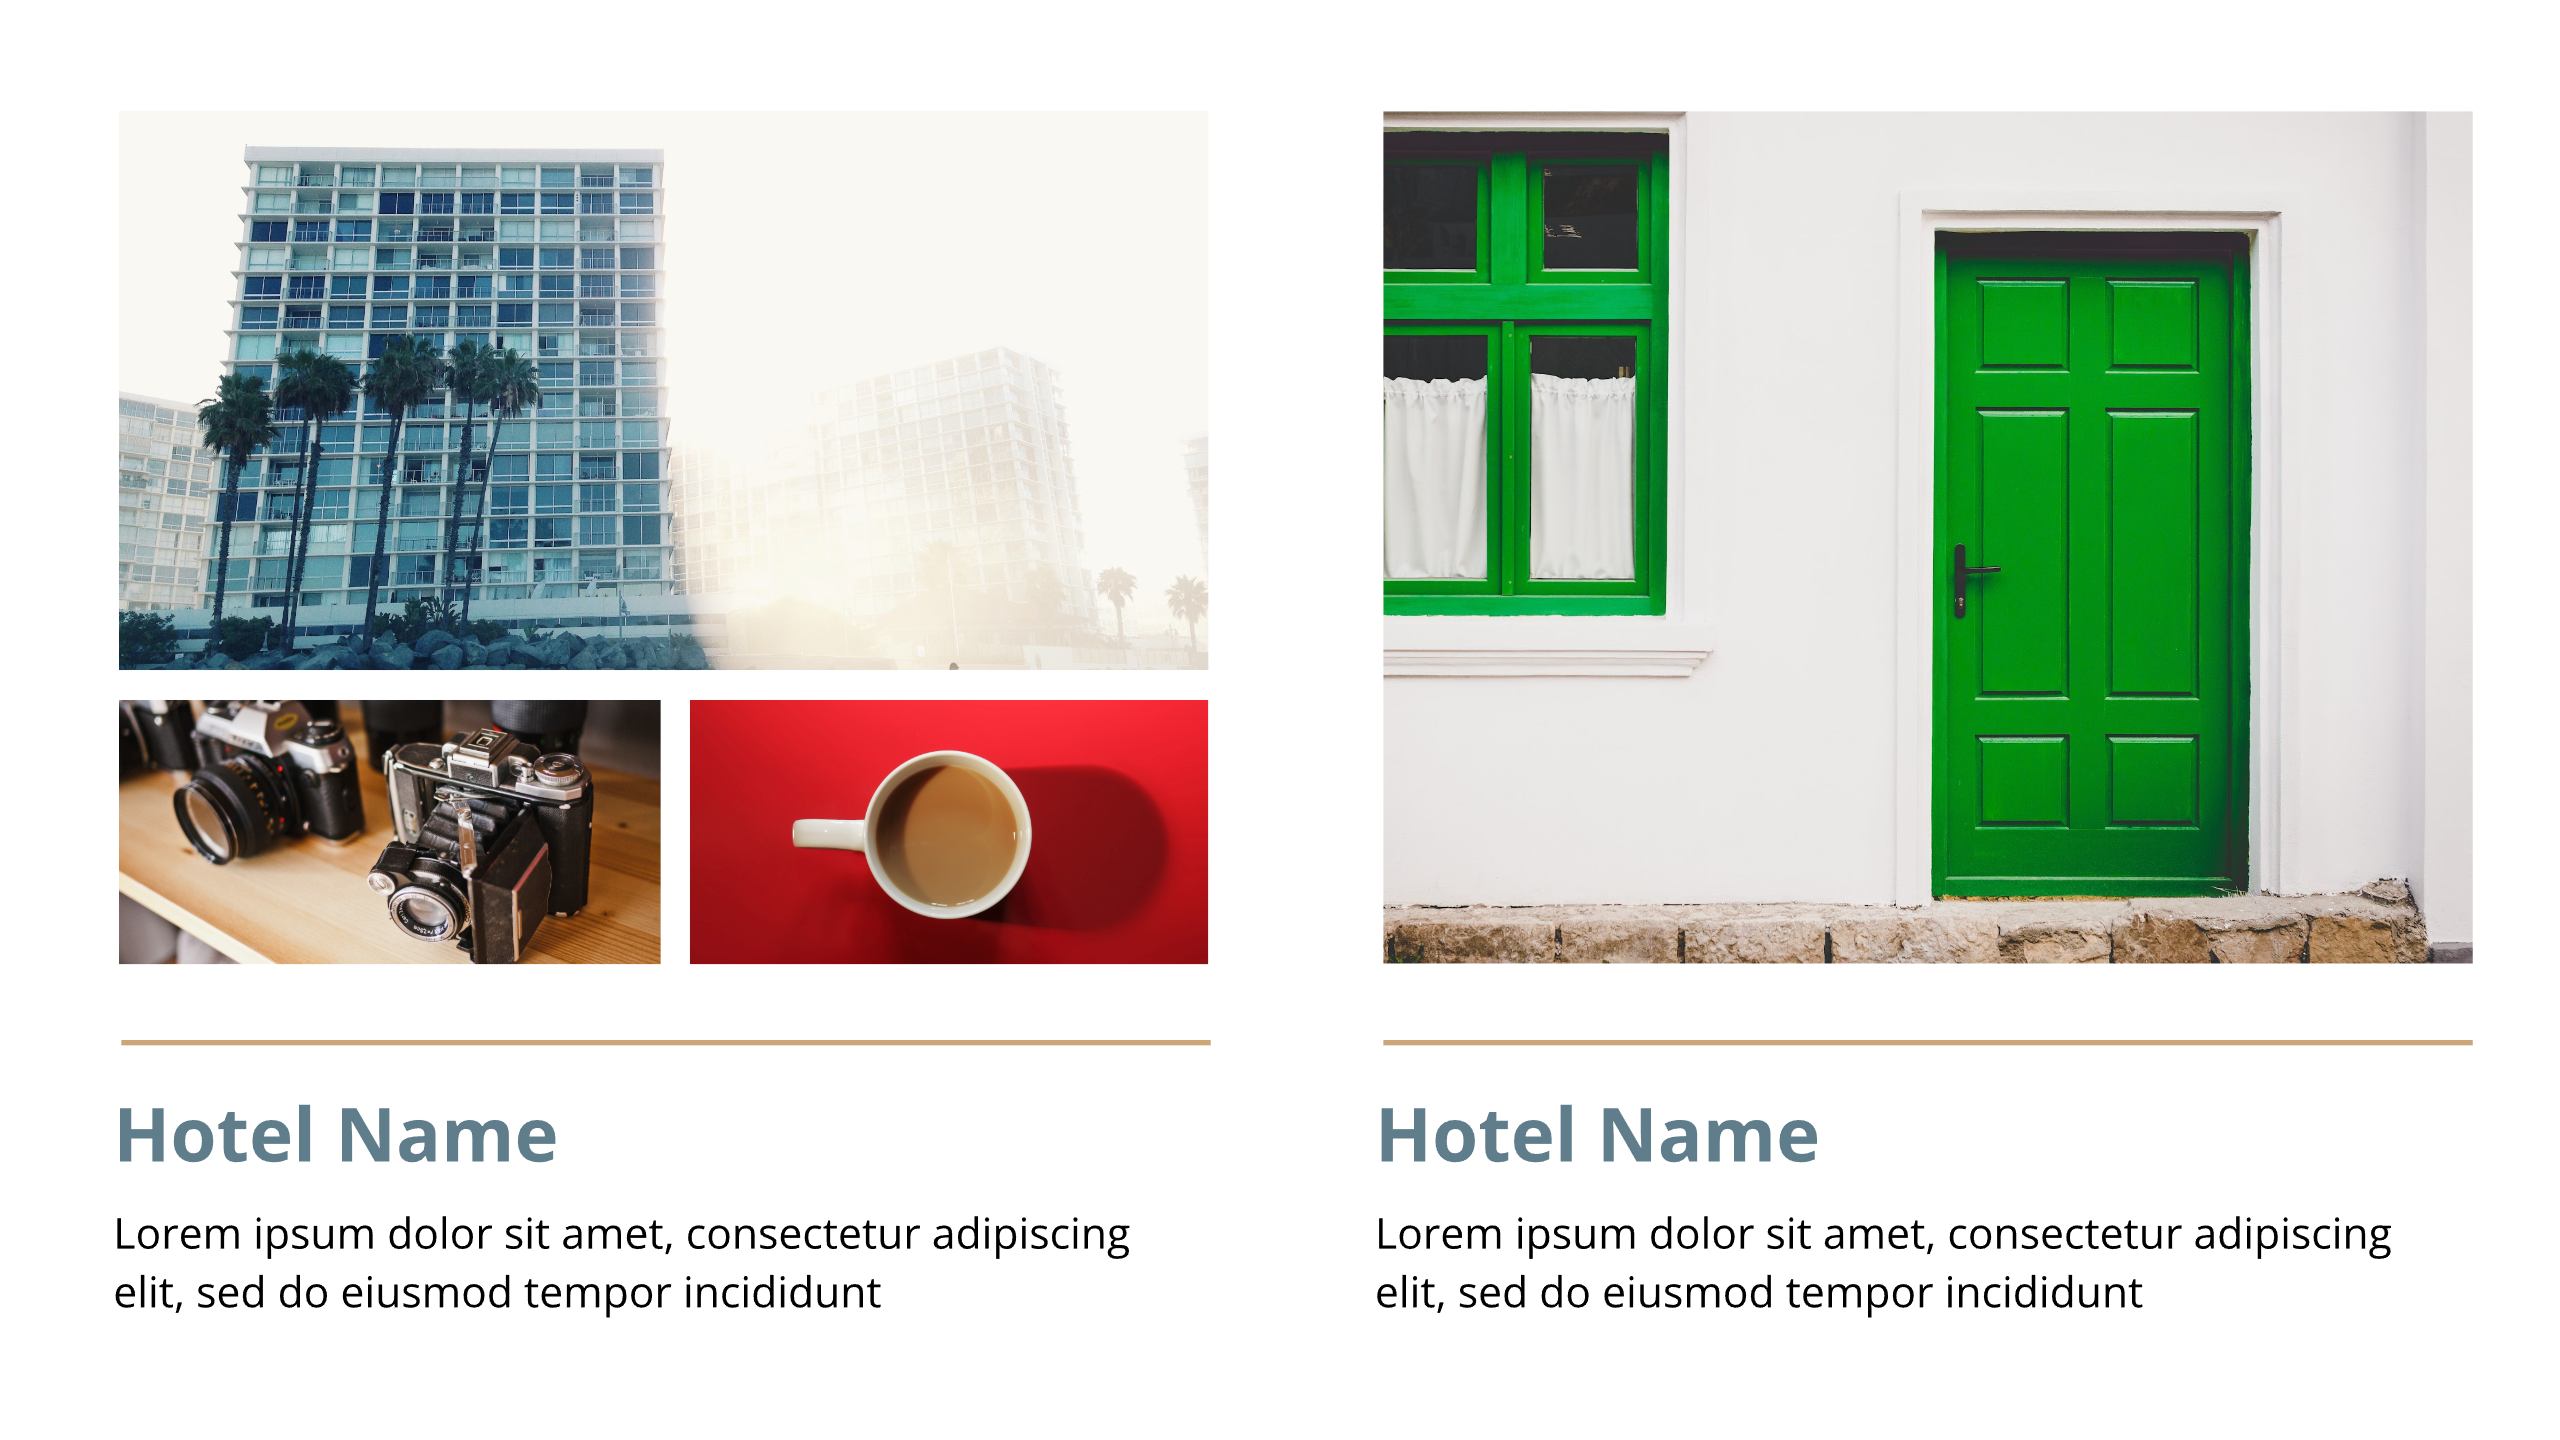 Hotel Name
Lorem ipsum dolor sit amet, consectetur adipiscing
elit, sed do eiusmod tempor incididunt
Hotel Name
Lorem ipsum dolor sit amet, consectetur adipiscing
elit, sed do eiusmod tempor incididunt